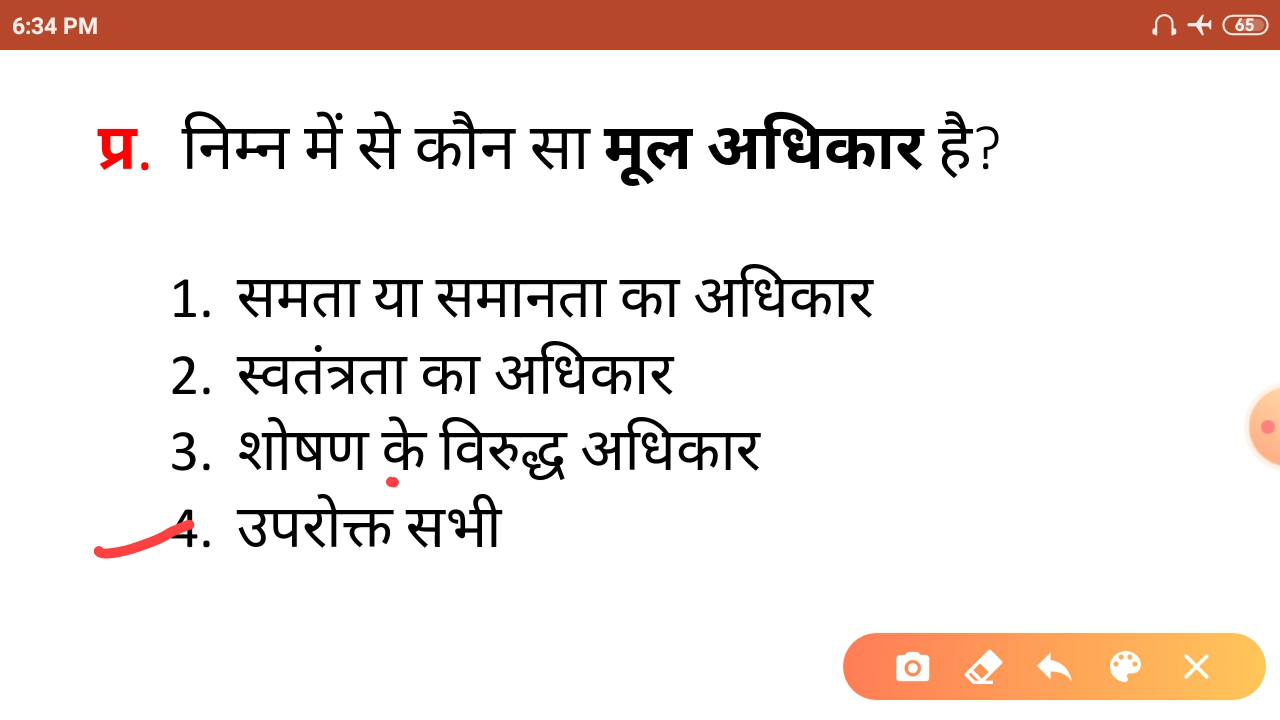 6:34 PM
65
प्र. निम्न में से कौन सा मूल अधिकार है?
1. समता या समानता का अधिकार
2. स्वतंत्रता का अधिकार
3. शोषण के विरुद्ध अधिकार
4. उपरोक्त सभी